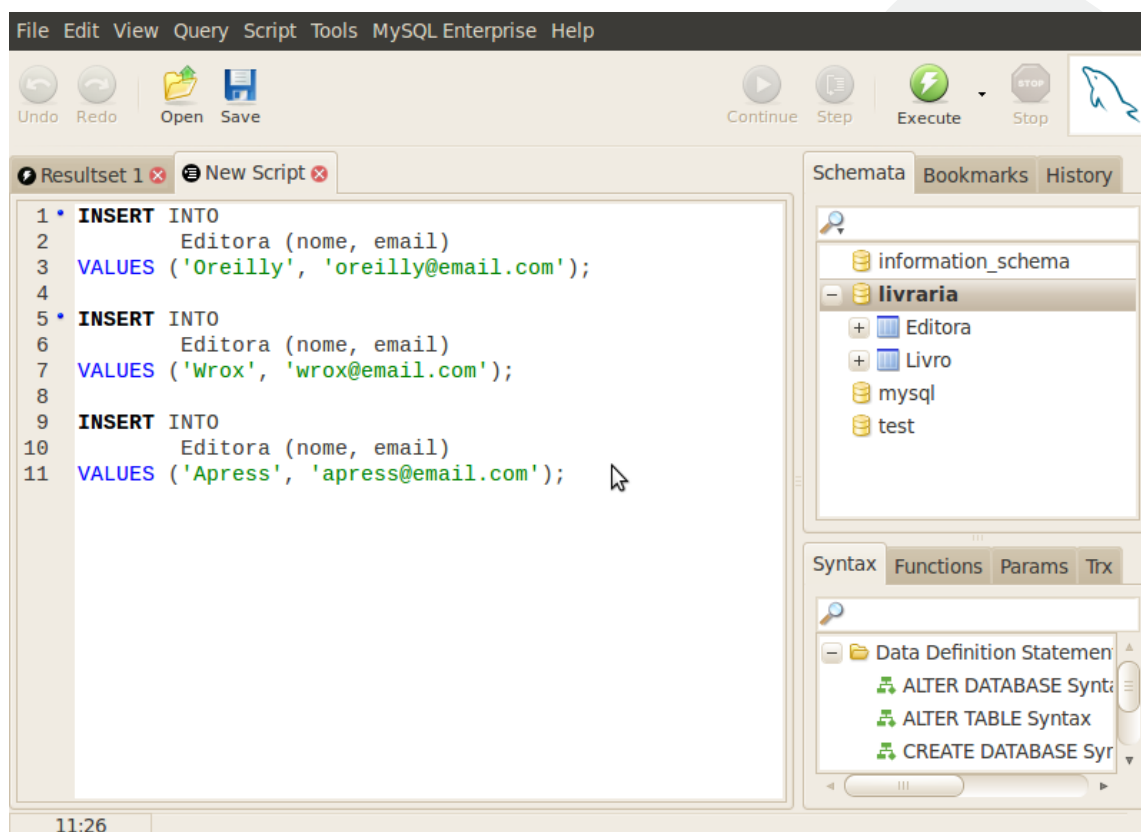 File Edit View Query Script Tools MySQL Enterprise Help
Undo Redo Open Save Continue Step Execute STOP Stop
Resultset 1 New Script
1 INSERT INTO
2 Editora (nome, email)
3 VALUES ('Oreilly', 'oreilly@email.com');
4
5 INSERT INTO
6 Editora (nome, email)
7 VALUES ('Wrox', 'wrox@email.com');
8
9 INSERT INTO
10 Editora (nome, email)
11 VALUES ('Apress', 'apress@email.com');
Schemata Bookmarks History
information_schema
livraria
Editora
Livro
mysql
test
Syntax Functions Params Trx
Data Definition Statemen
ALTER DATABASE Synta
ALTER TABLE Syntax
CREATE DATABASE Syr
11:26